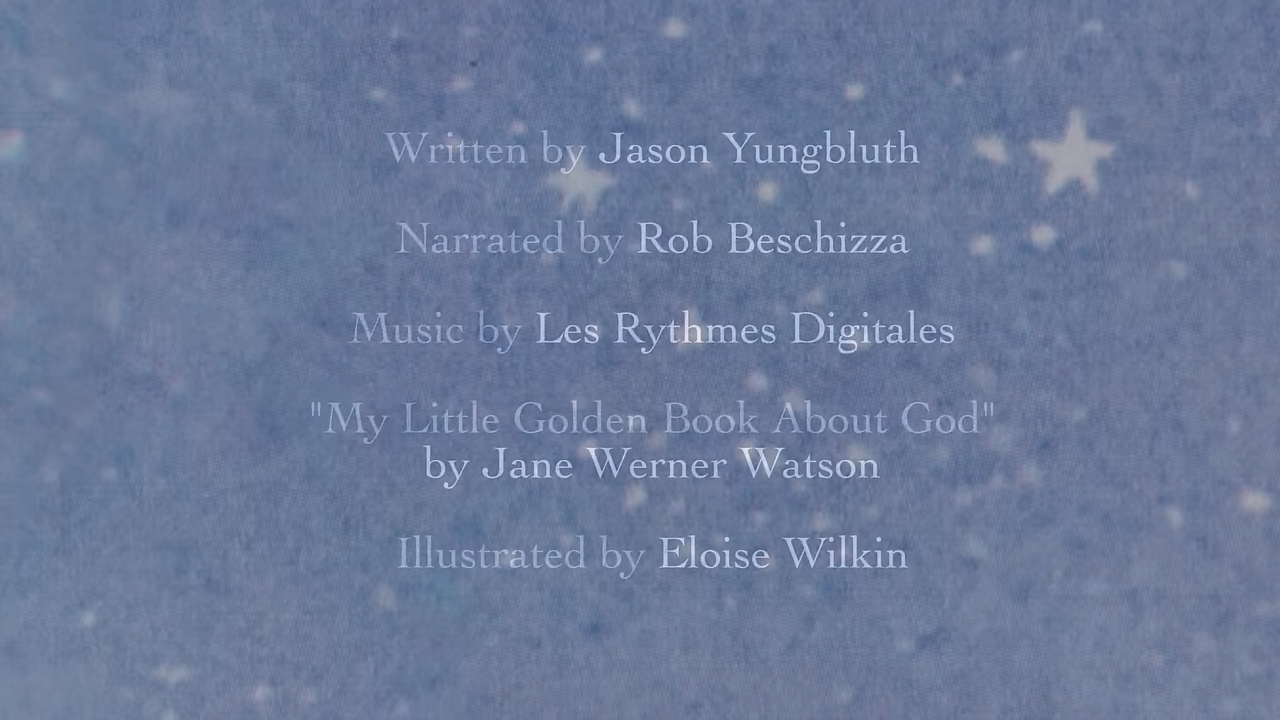 Written by Jason Yungbluth
Narrated by Rob Beschizza
Music by Les Rythmes Digitales
"My Little Golden Book About God"
by Jane Werner Watson
Illustrated by Eloise Wilkin